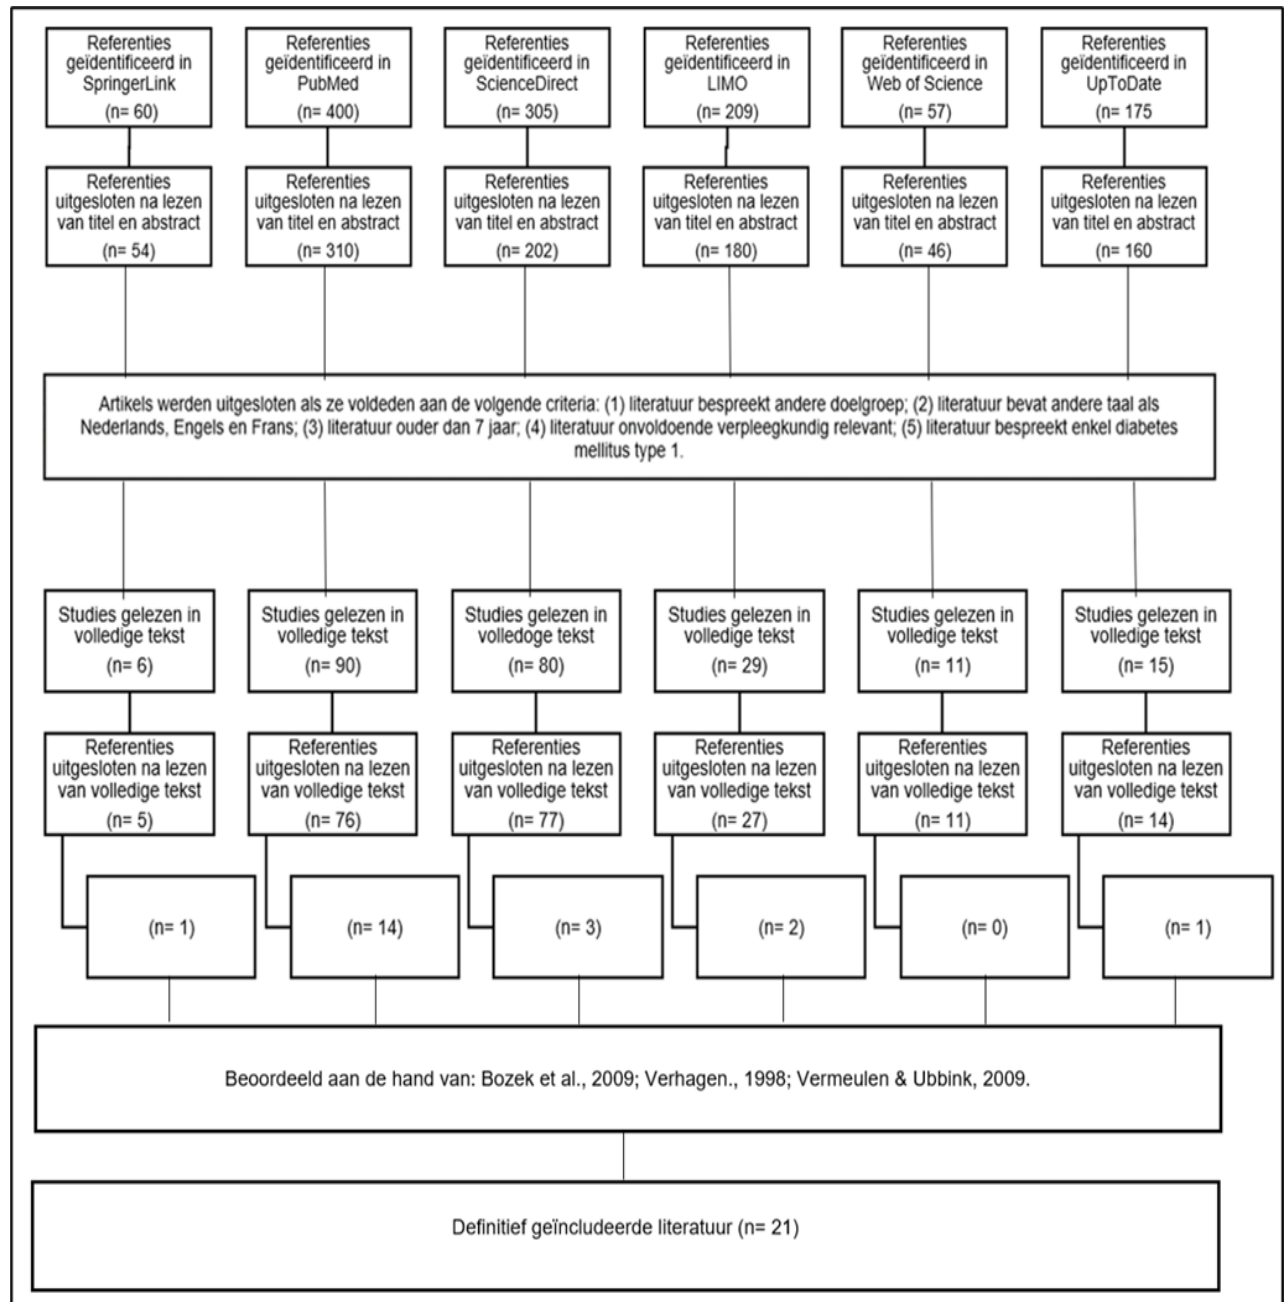 Referenties
geïdentificeerd in
SpringerLink
(n= 60)
Referenties
geïdentificeerd in
PubMed
(n= 400)
Referenties
geïdentificeerd in
ScienceDirect
(n= 305)
Referenties
geïdentificeerd in
LIMO
(n= 209)
Referenties
geïdentificeerd in
Web of Science
(n= 57)
Referenties
geïdentificeerd in
UpToDate
(n= 175
Referenties
uitgesloten na lezen
van titel en abstract
(n= 54)
Referenties
uitgesloten na lezen
van titel en abstract
(n= 310)
Referenties
uitgesloten na lezen
van titel en abstract
(n= 202)
Referenties
uitgesloten na lezen
van titel en abstract
(n= 180)
Referenties
uitgesloten na lezen
van titel en abstract
(n= 46)
Referenties
uitgesloten na lezen
van titel en abstract
(n= 160
Artikels werden uitgesloten als ze voldeden aan de volgende criteria: (1) literatuur bespreekt andere doelgroep; (2) literatuur bevat andere taal als
Nederlands, Engels en Frans; (3) literatuur ouder dan 7 jaar; (4) literatuur onvoldoende verpleegkundig relevant; (5) literatuur bespreekt enkel diabetes
mellitus type 1.
Studies gelezen in
volledige tekst
(n= 6)
Studies gelezen in
volledige tekst
(n= 90)
Studies gelezen in
volledoge tekst
(n= 80)
Studies gelezen in
volledige tekst
(n= 29)
Studies gelezen in
volledige tekst
(n= 11)
Studies gelezen in
volledige tekst
(n= 15)
Referenties
uitgesloten na lezen
van volledige tekst
(n= 5)
Referenties
uitgesloten na lezen
van volledige tekst
(n= 76)
Referenties
uitgesloten na lezen
van volledige tekst
(n= 77)
Referenties
uitgesloten na lezen
van volledige tekst
(n= 27)
Referenties
uitgesloten na lezen
van volledige tekst
(n= 11)
Referenties
uitgesloten na lezen
van volledige tekst
(n= 14)
(n= 1)
(n= 14)
(n= 3)
(n= 2)
(n= 0)
(n= 1)
Beoordeeld aan de hand van: Bozek et al., 2009; Verhagen., 1998; Vermeulen & Ubbink, 2009.
Definitief geïncludeerde literatuur (n= 21)